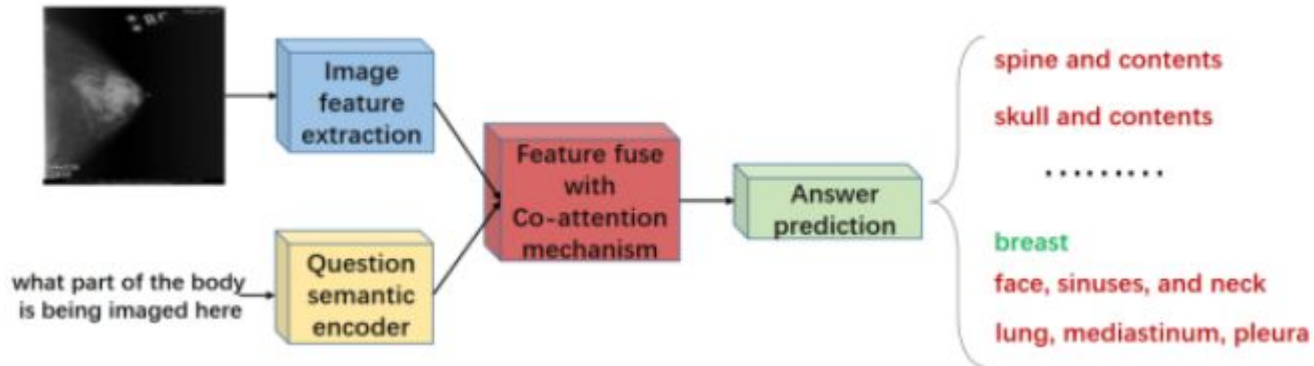 Image
feature
extraction
what part of the body
is being imaged here
Question
semantic
encoder
Feature fuse
with
Co-attention
mechanism
Answer
prediction
spine and contents
skull and contents
.........
breast
face, sinuses, and neck
lung, mediastinum, pleura